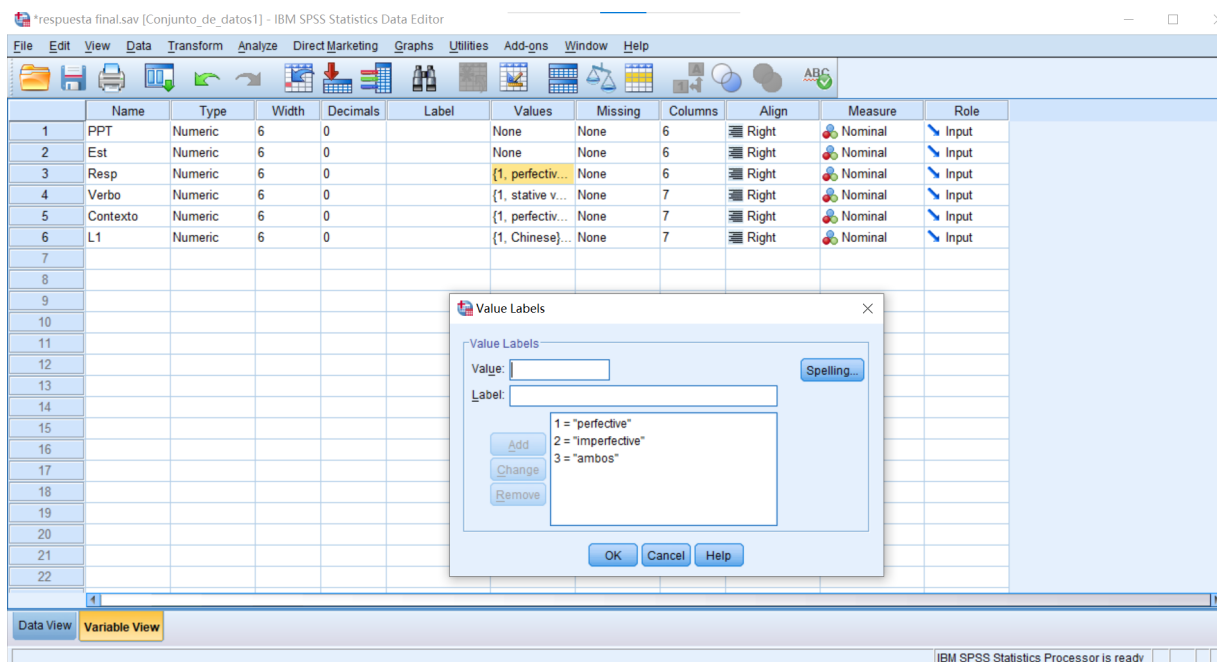 *respuesta final.sav [Conjunto_de_datos1] - IBM SPSS Statistics Data Editor
File Edit View Data Transform Analyze Direct Marketing Graphs Utilities Add-ons Window Help
A
1
ABC
Name Type Width Decimals Label Values Missing Columns Align Measure Role
1 PPT Numeric 6 0 None None 6 Right Nominal Input
2 Est Numeric 6 0 None None 6 Right Nominal Input
3 Resp Numeric 6 0 {1, perfectiv... None 6 Right Nominal Input
4 Verbo Numeric 6 0 {1, stative v... None 7 Right Nominal Input
5 Contexto Numeric 6 0 {1, perfectiv... None 7 Right Nominal Input
6 L1 Numeric 6 0 {1, Chinese}... None 7 Right Nominal Input
7
8
9
10
11
12
13
14
15
16
17
18
19
20
21
22
Value Labels
Value Labels
Value:
Spelling...
Label:
1 = "perfective"
2 = "imperfective"
3 = "ambos"
Add
Change
Remove
OK Cancel Help
Data View Variable View
IBM SPSS Statistics Processor is ready